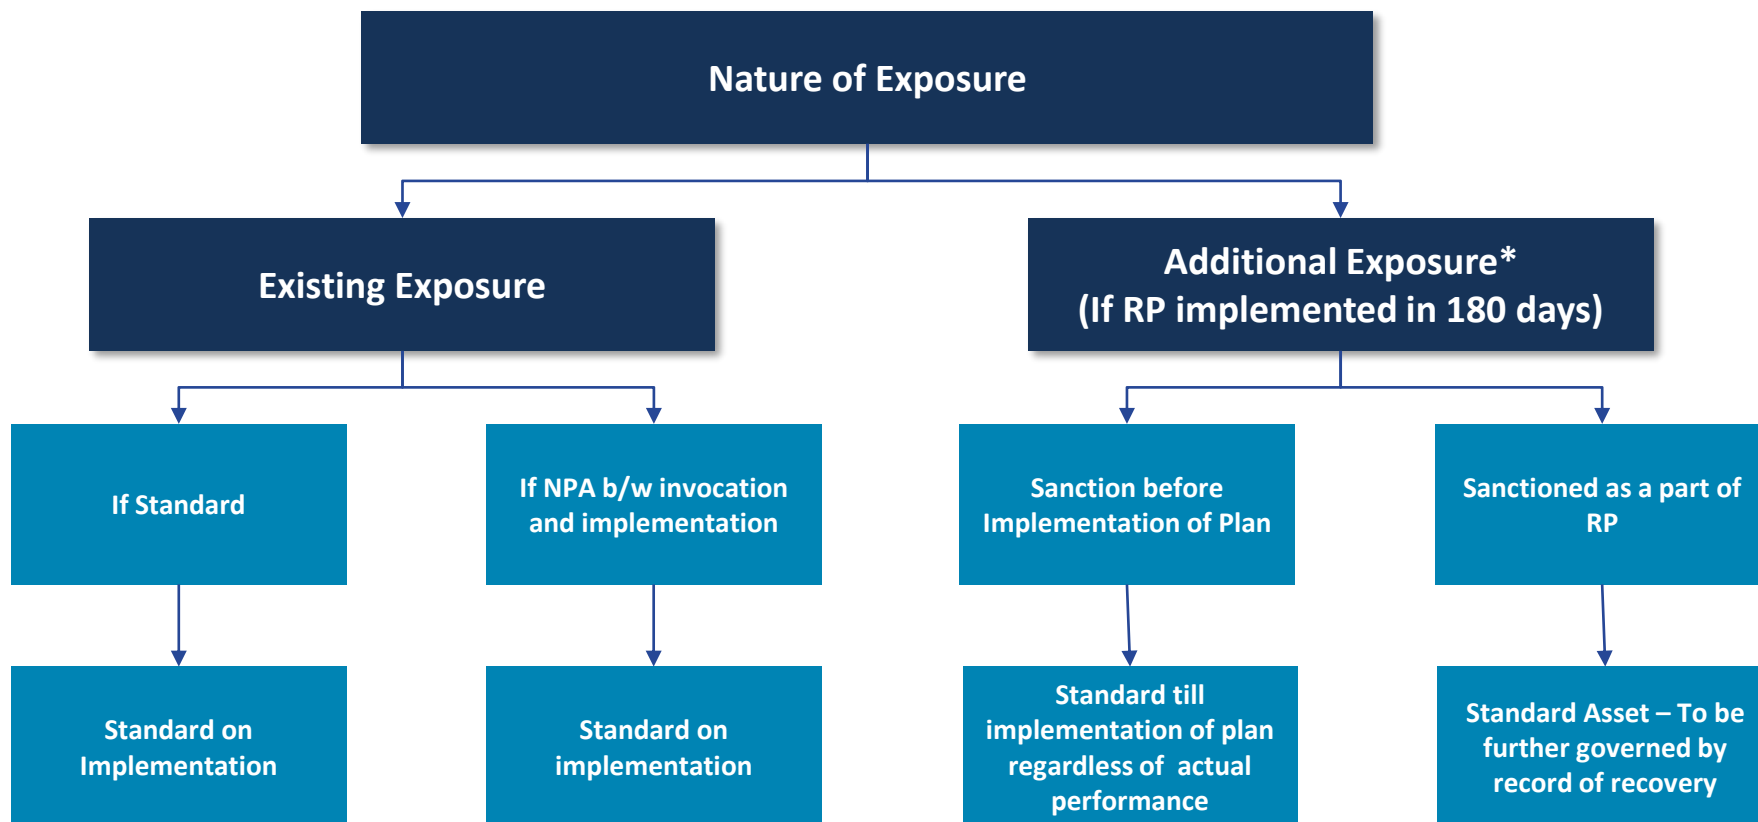 Nature of Exposure
Existing Exposure
Additional Exposure*
(If RP implemented in 180 days)
If Standard
If NPA b/w invocation
and implementation
Sanction before
Implementation of Plan
Sanctioned as a part of
RP
Standard on
Implementation
Standard on
implementation
Standard till
implementation of plan
regardless of actual
performance
Standard Asset – To be
further governed by
record of recovery